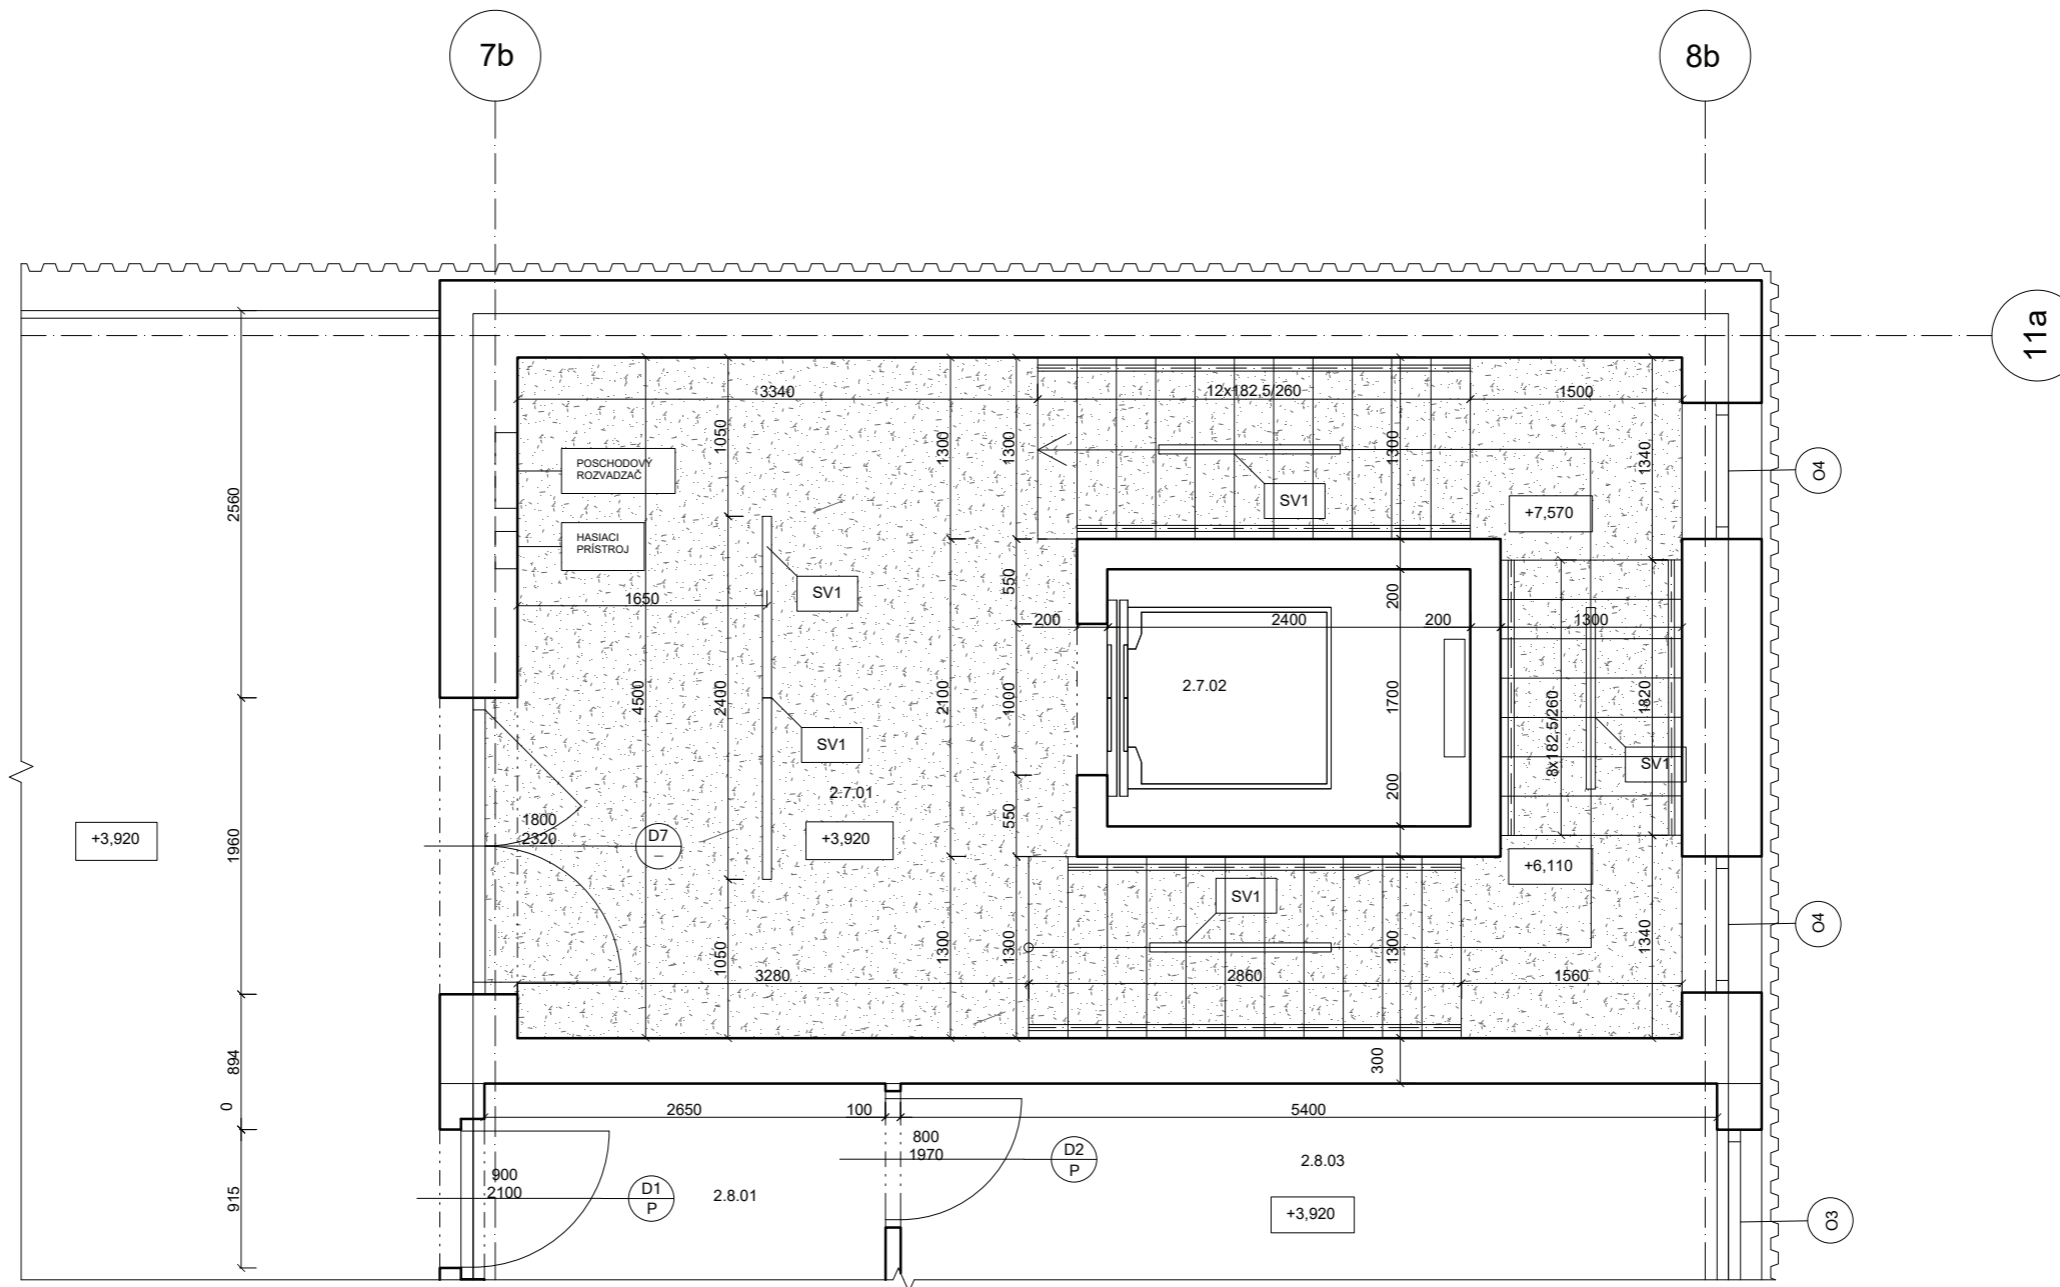 7b
8b
11a
3340
12x182,5/260
1500
1050
1300
1300
1300
1340
POSCHODOVÝ
ROZVADZAČ
O4
SV1
2560
+7,570
HASIACI
PRÍSTROJ
SV1
550
200
1650
200
2400
200
1300
2.7.02
4500
2400
2100
1000
1700
1820
SV1
8x182,5/260
SV1
2.7.01
200
550
1800
2320
D7
–
+3,920
+3,920
1960
+6,110
SV1
O4
1050
1300
1300
1300
1340
3280
2860
1560
894
300
0
2650
100
5400
800
1970
D2
P
2.8.03
900
2100
D1
P
2.8.01
915
+3,920
O3